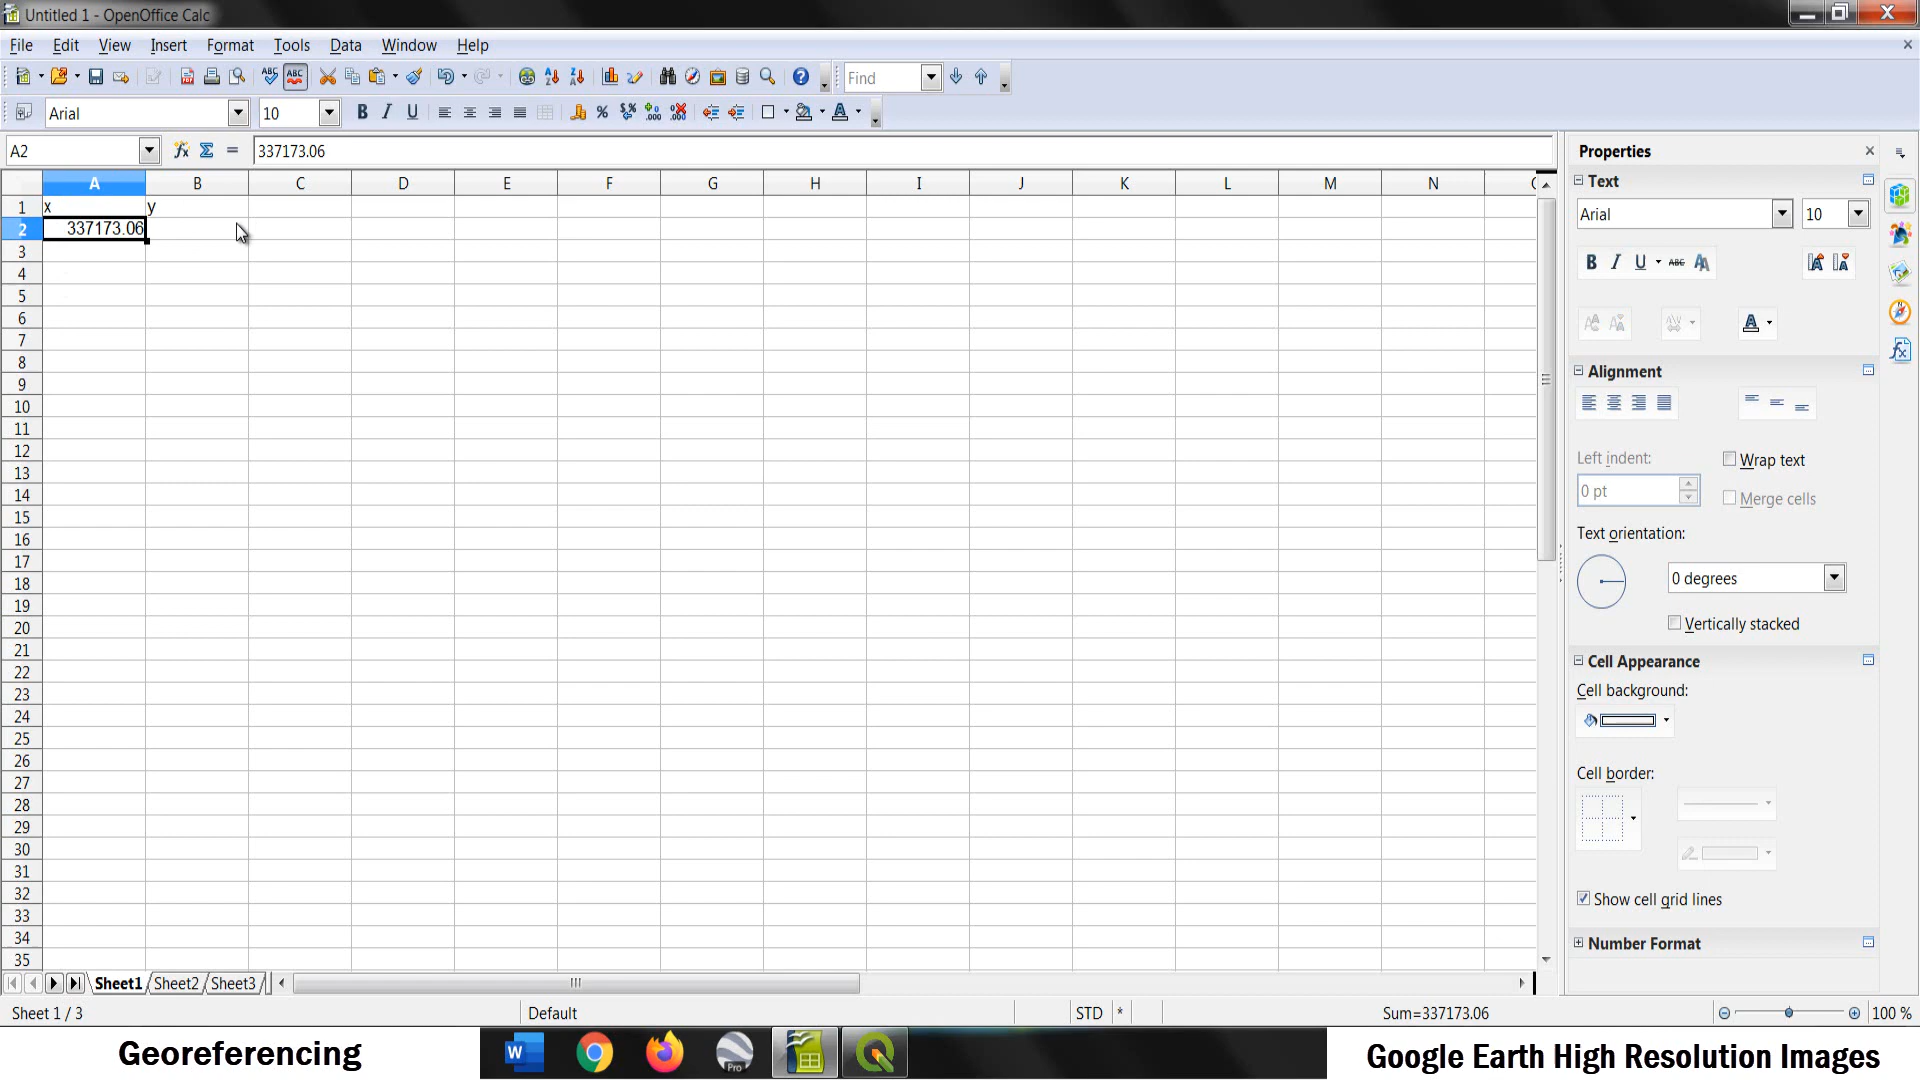 Untitled 1 - OpenOffice Calc
File Edit View Insert Format Tools Data Window Help
Find
Arial 10
A2 337173.06
A B C D E F G H I J K L M N
1 x y
2 337173.06
3
4
5
6
7
8
9
10
11
12
13
14
15
16
17
18
19
20
21
22
23
24
25
26
27
28
29
30
31
32
33
34
35
Properties
Text
Arial 10
Alignment
Left indent:
Wrap text
0 pt
Merge cells
Text orientation:
0 degrees
Vertically stacked
Cell Appearance
Cell background:
Cell border:
Show cell grid lines
Number Format
Sheet1 Sheet2 Sheet3
Sheet 1 / 3 Default STD * Sum=337173.06 100 %
Georeferencing
Pro
Google Earth High Resolution Images